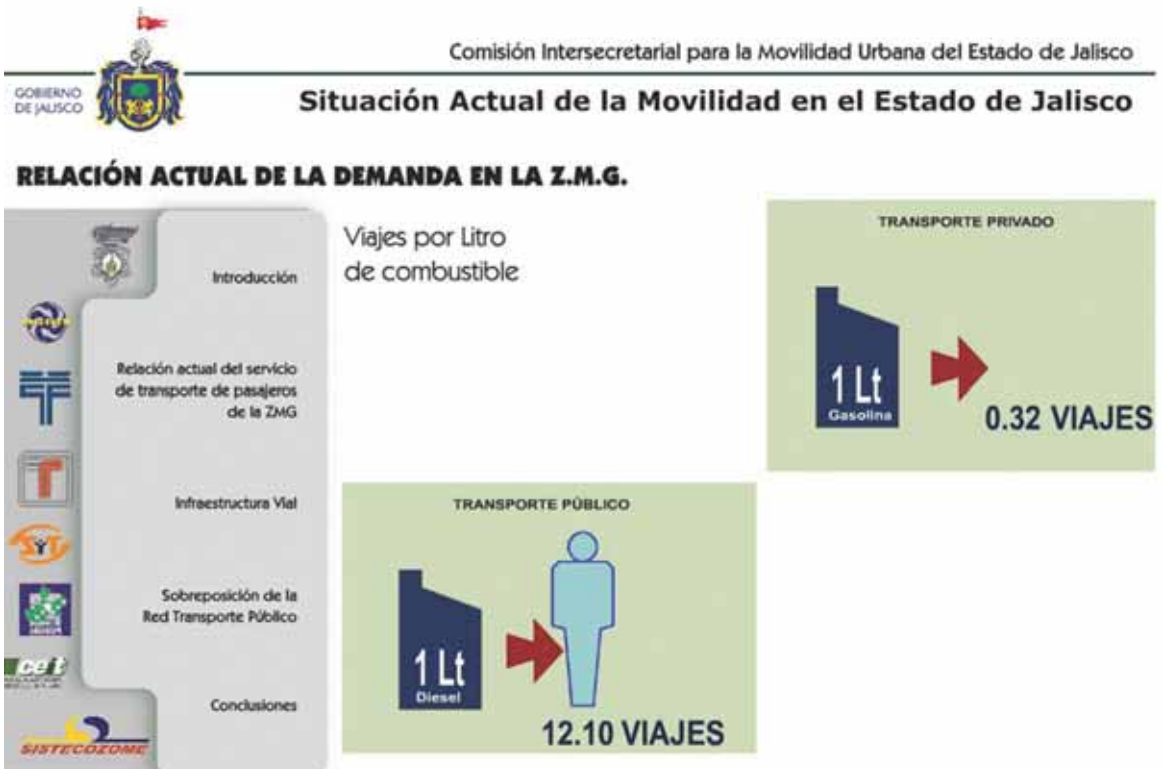 Comisión Intersecretarial para la Movilidad Urbana del Estado de Jalisco
GOBIERNO
DE JALISCO
Situación Actual de la Movilidad en el Estado de Jalisco
RELACIÓN ACTUAL DE LA DEMANDA EN LA Z.M.G.
Introducción
Relación actual del servicio
de transporte de pasajeros
de la ZMG
Infraestructura Vial
Sobreposición de la
Red Transporte Público
Conclusiones
ceit
SISTECOZOME
Viajes por Litro
de combustible
TRANSPORTE PRIVADO
1 Lt
Gasolina
0.32 VIAJES
TRANSPORTE PÚBLICO
1 Lt
Diesel
12.10 VIAJES